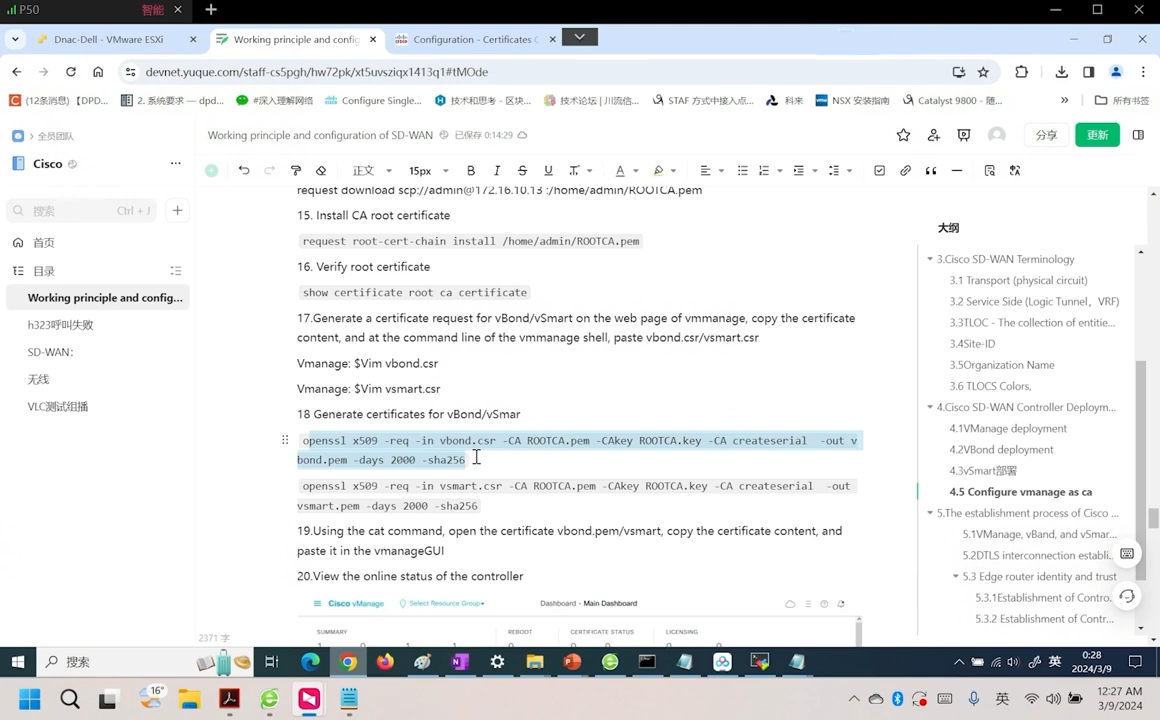 P50
智能
Dnac-Dell - VMware ESXi
Working principle and config
Configuration - Certificates C
devnet.yuque.com/staff-cs5pgh/hw72pk/xt5uvsziqx1413q1#tMOde
(12条消息) 【DPD...
2. 系统要求 — dpd...
#深入理解网络
Configure Single...
技术和思考 - 区块...
技术论坛 | 川流信...
STAF 方式中接入点...
科来
NSX 安装指南
Catalyst 9800 - 随...
所有书签
全员团队
Working principle and configuration of SD-WAN
已保存 0:14:29
分享
更新
Cisco
正文
15px
搜索
Ctrl + J
首页
目录
Working principle and config...
h323呼叫失败
SD-WAN：
无线
VLC测试组播
request download scp://admin@172.16.10.13 :/home/admin/ROOTCA.pem
15. Install CA root certificate
request root-cert-chain install /home/admin/ROOTCA.pem
16. Verify root certificate
show certificate root ca certificate
17.Generate a certificate request for vBond/vSmart on the web page of vmmanage, copy the certificate
content, and at the command line of the vmmanage shell, paste vbond.csr/vsmart.csr
Vmanage: $Vim vbond.csr
Vmanage: $Vim vsmart.csr
18 Generate certificates for vBond/vSmar
openssl x509 -req -in vbond.csr -CA ROOTCA.pem -CAkey ROOTCA.key -CA createserial  -out v
bond.pem -days 2000 -sha256
openssl x509 -req -in vsmart.csr -CA ROOTCA.pem -CAkey ROOTCA.key -CA createserial  -out
vsmart.pem -days 2000 -sha256
19.Using the cat command, open the certificate vbond.pem/vsmart, copy the certificate content, and
paste it in the vmanageGUI
20.View the online status of the controller
Cisco vManage
Select Resource Group
Dashboard - Main Dashboard
SUMMARY
REBOOT
CERTIFICATE STATUS
LICENSING
2371 字
大纲
3.Cisco SD-WAN Terminology
3.1 Transport (physical circuit)
3.2 Service Side (Logic Tunnel，VRF)
3.3TLOC - The collection of entitie...
3.4Site-ID
3.5Organization Name
3.6 TLOCS Colors,
4.Cisco SD-WAN Controller Deploym...
4.1VManage deployment
4.2VBond deployment
4.3vSmart部署
4.5 Configure vmanage as ca
5.The establishment process of Cisco ...
5.1VManage, vBand, and vSmar...
5.2DTLS interconnection establi...
5.3 Edge router identity and trust
5.3.1Establishment of Contro...
5.3.2 Establishment of Contr...
搜索
英
0:28
2024/3/9
16°
英
12:27 AM
3/9/2024